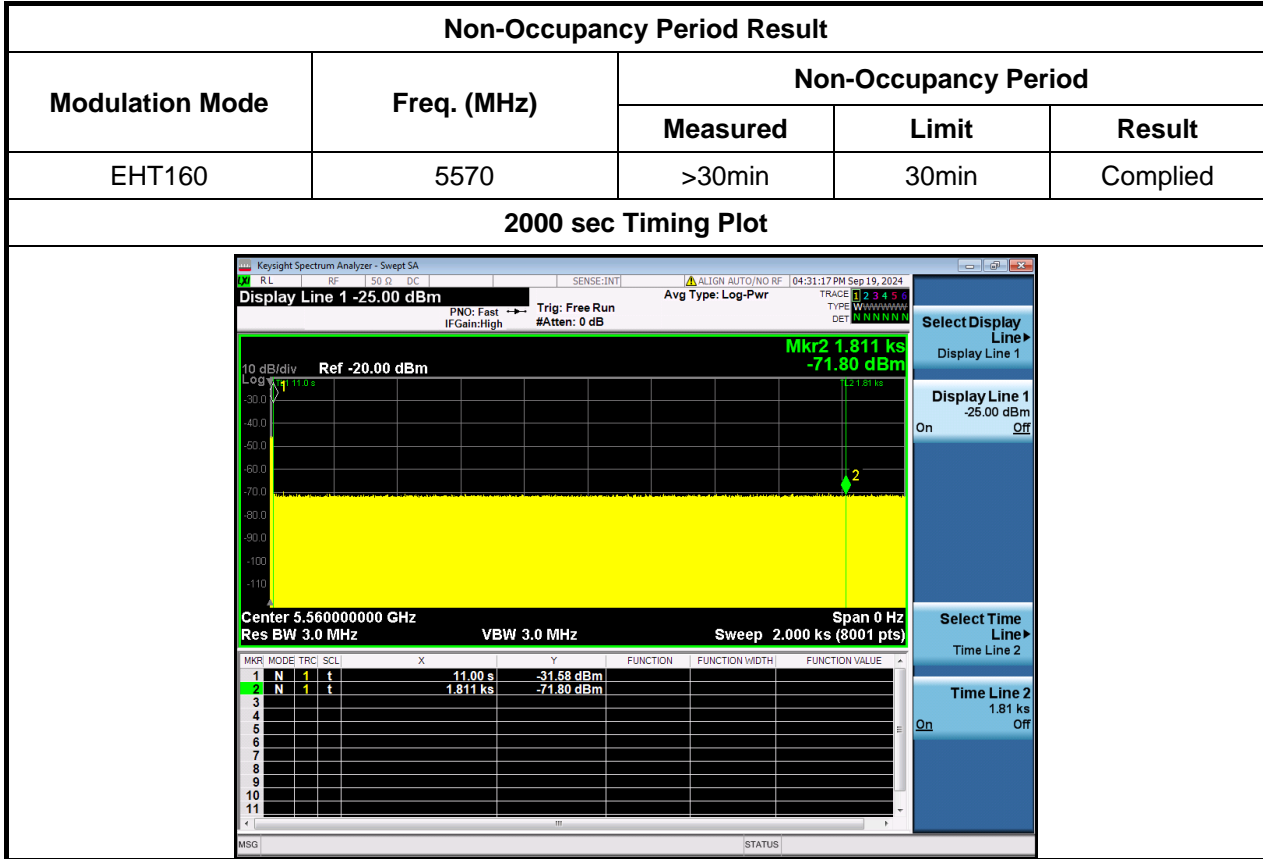 Non-Occupancy Period Result
Modulation Mode Freq. (MHz) Non-Occupancy Period
Measured Limit Result
EHT160 5570 >30min 30min Complied
2000 sec Timing Plot
Keysight Spectrum Analyzer - Swept SA
LXI RL RF 50 Ω DC SENSE:INT ALIGN AUTO/NO RF 04:31:17 PM Sep 19, 2024
Display Line 1 -25.00 dBm Avg Type: Log-Pwr TRACE 1 2 3 4 5 6
PNO: Fast Trig: Free Run TYPE WWWWWW
IFGain:High #Atten: 0 dB DET N N N N N N
Select Display Line
Display Line 1
Mkr2 1.811 ks
-71.80 dBm
10 dB/div Ref -20.00 dBm
Log
11.0 s
TL2 1.81 ks
1
-30.0
-40.0
-50.0
-60.0
2
-70.0
-80.0
-90.0
-100
-110
Display Line 1
-25.00 dBm
On Off
Center 5.560000000 GHz Span 0 Hz
Res BW 3.0 MHz VBW 3.0 MHz Sweep 2.000 ks (8001 pts)
Select Time Line
Time Line 2
MKR MODE TRC SCL X Y FUNCTION FUNCTION WIDTH FUNCTION VALUE
1 N 1 t 11.00 s -31.58 dBm
2 N 1 t 1.811 ks -71.80 dBm
3
4
5
6
7
8
9
10
11
Time Line 2
1.81 ks
On Off
MSG STATUS